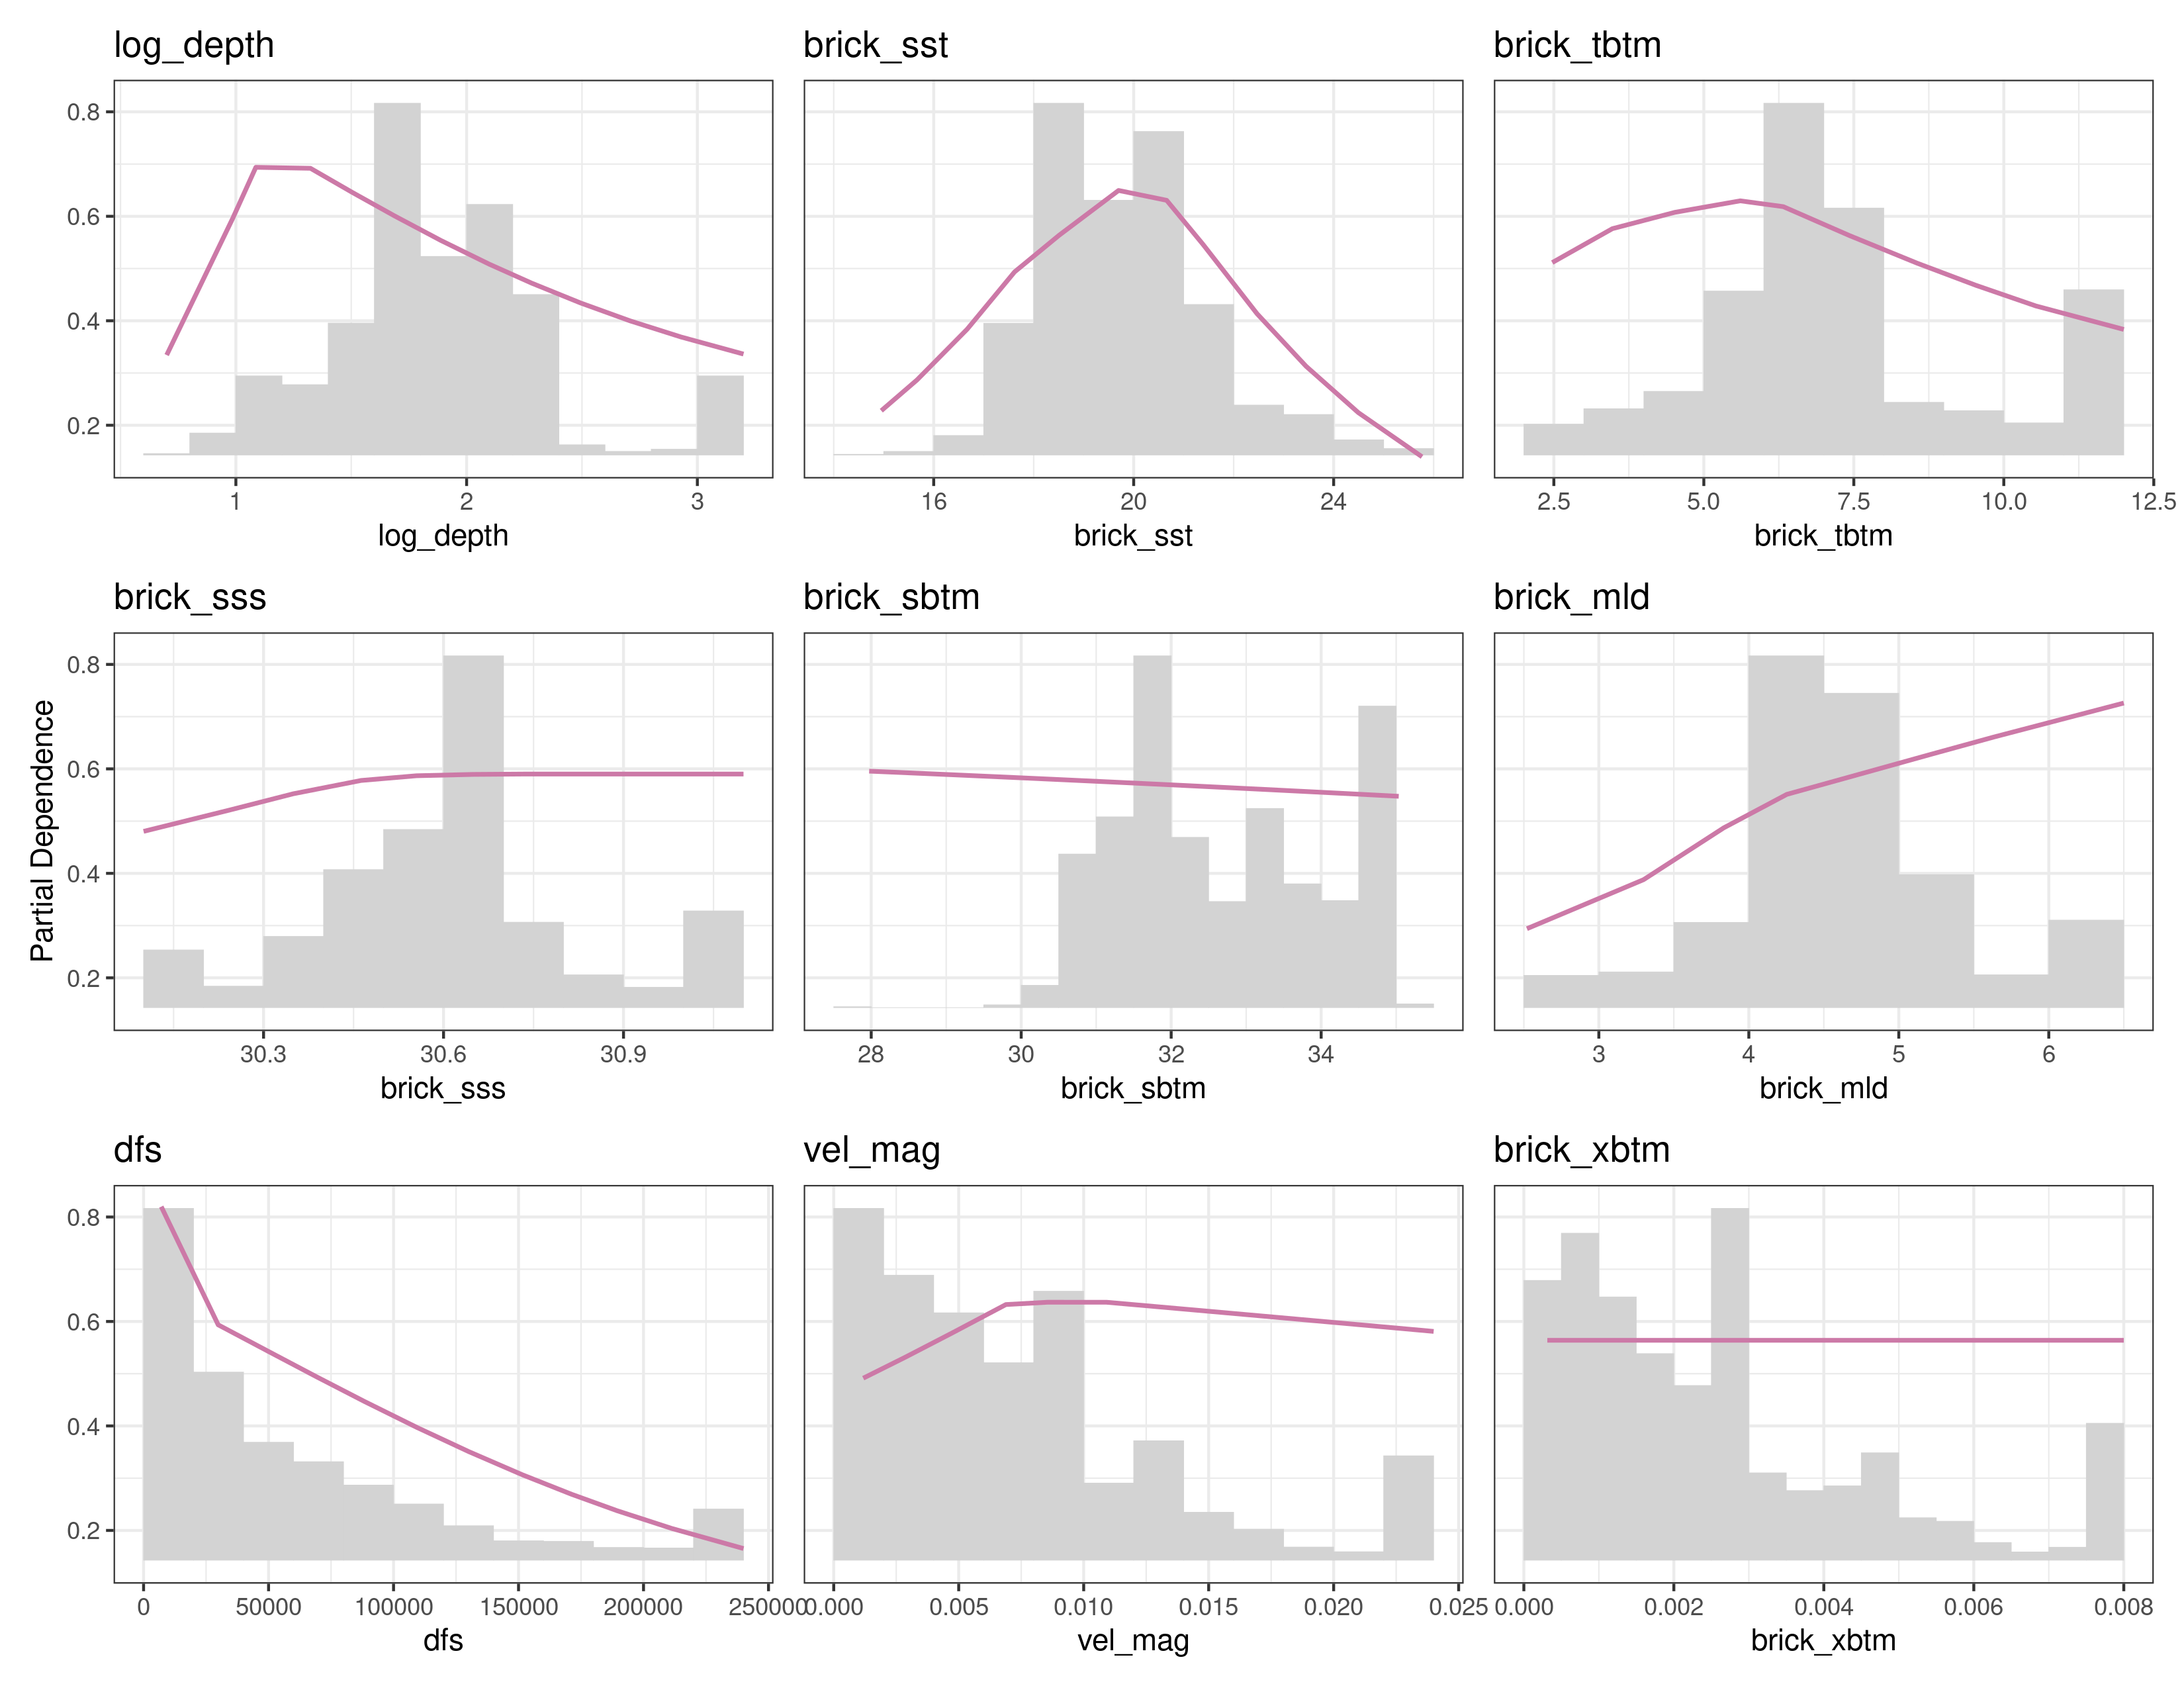 log_depth
brick_sst
brick_tbtm
0.8
0.6
0.4
0.2
1 2 3
16 20 24
2.5 5.0 7.5 10.0 12.5
log_depth
brick_sst
brick_tbtm
brick_sss
brick_sbtm
brick_mld
Partial Dependence
0.8
0.6
0.4
0.2
30.3 30.6 30.9
28 30 32 34
3 4 5 6
brick_sss
brick_sbtm
brick_mld
dfs
vel_mag
brick_xbtm
0.8
0.6
0.4
0.2
0 50000 100000 150000 200000 250000
0.000 0.005 0.010 0.015 0.020 0.025
0.000 0.002 0.004 0.006 0.008
dfs
vel_mag
brick_xbtm